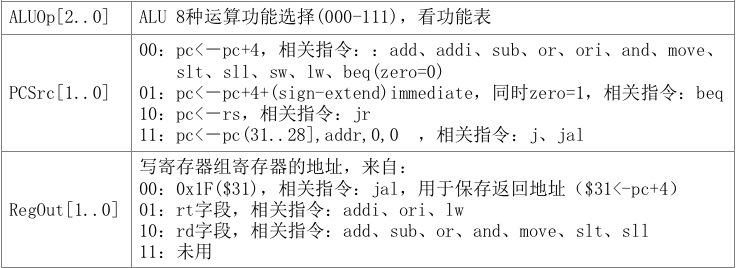 ALUOp[2..0] ALU 8种运算功能选择(000-111)，看功能表
00：pc<－pc+4，相关指令：：add、addi、sub、or、ori、and、move、
slt、sll、sw、lw、beq(zero=0)
PCSrc[1..0] 01：pc<－pc+4+(sign-extend)immediate，同时zero=1，相关指令：beq
10：pc<－rs，相关指令：jr
11：pc<－pc(31..28],addr,0,0 ，相关指令：j、jal
写寄存器组寄存器的地址，来自：
00：0x1F($31)，相关指令：jal，用于保存返回地址（$31<-pc+4）
RegOut[1..0] 01：rt字段，相关指令：addi、ori、lw
10：rd字段，相关指令：add、sub、or、and、move、slt、sll
11：未用